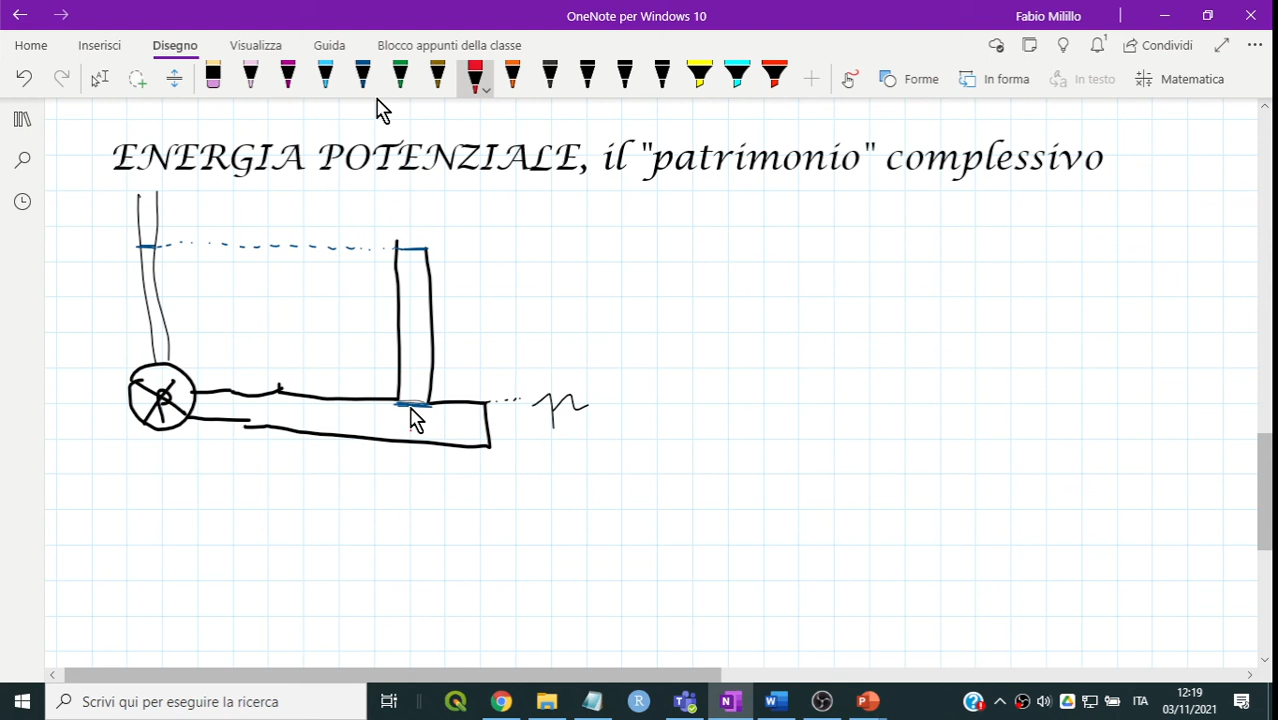 OneNote per Windows 10
Fabio Milillo
Home Inserisci Disegno Visualizza Guida Blocco appunti della classe
Condividi
Forme In forma In testo Matematica
ENERGIA POTENZIALE, il "patrimonio" complessivo
Scrivi qui per eseguire la ricerca
ITA
12:19
03/11/2021